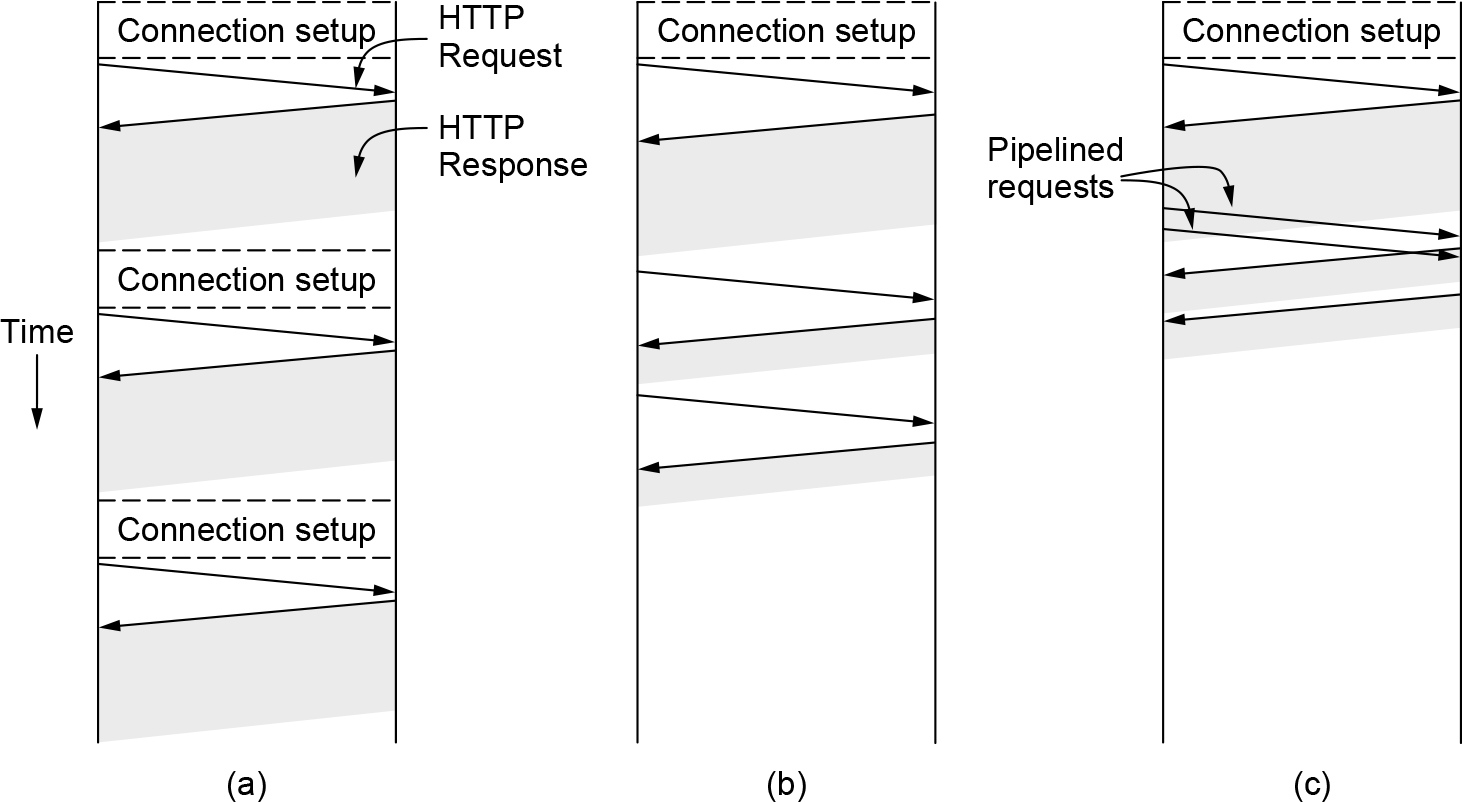 Connection setup
HTTP
Request
HTTP
Response
Connection setup
Time
Connection setup
(a)
Connection setup
(b)
Connection setup
Pipelined
requests
(c)